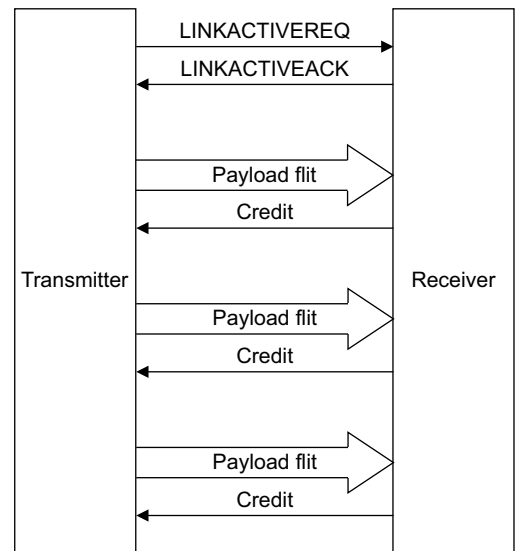 LINKACTIVEREQ
LINKACTIVEACK
Payload flit
Credit
Transmitter
Receiver
Payload flit
Credit
Payload flit
Credit